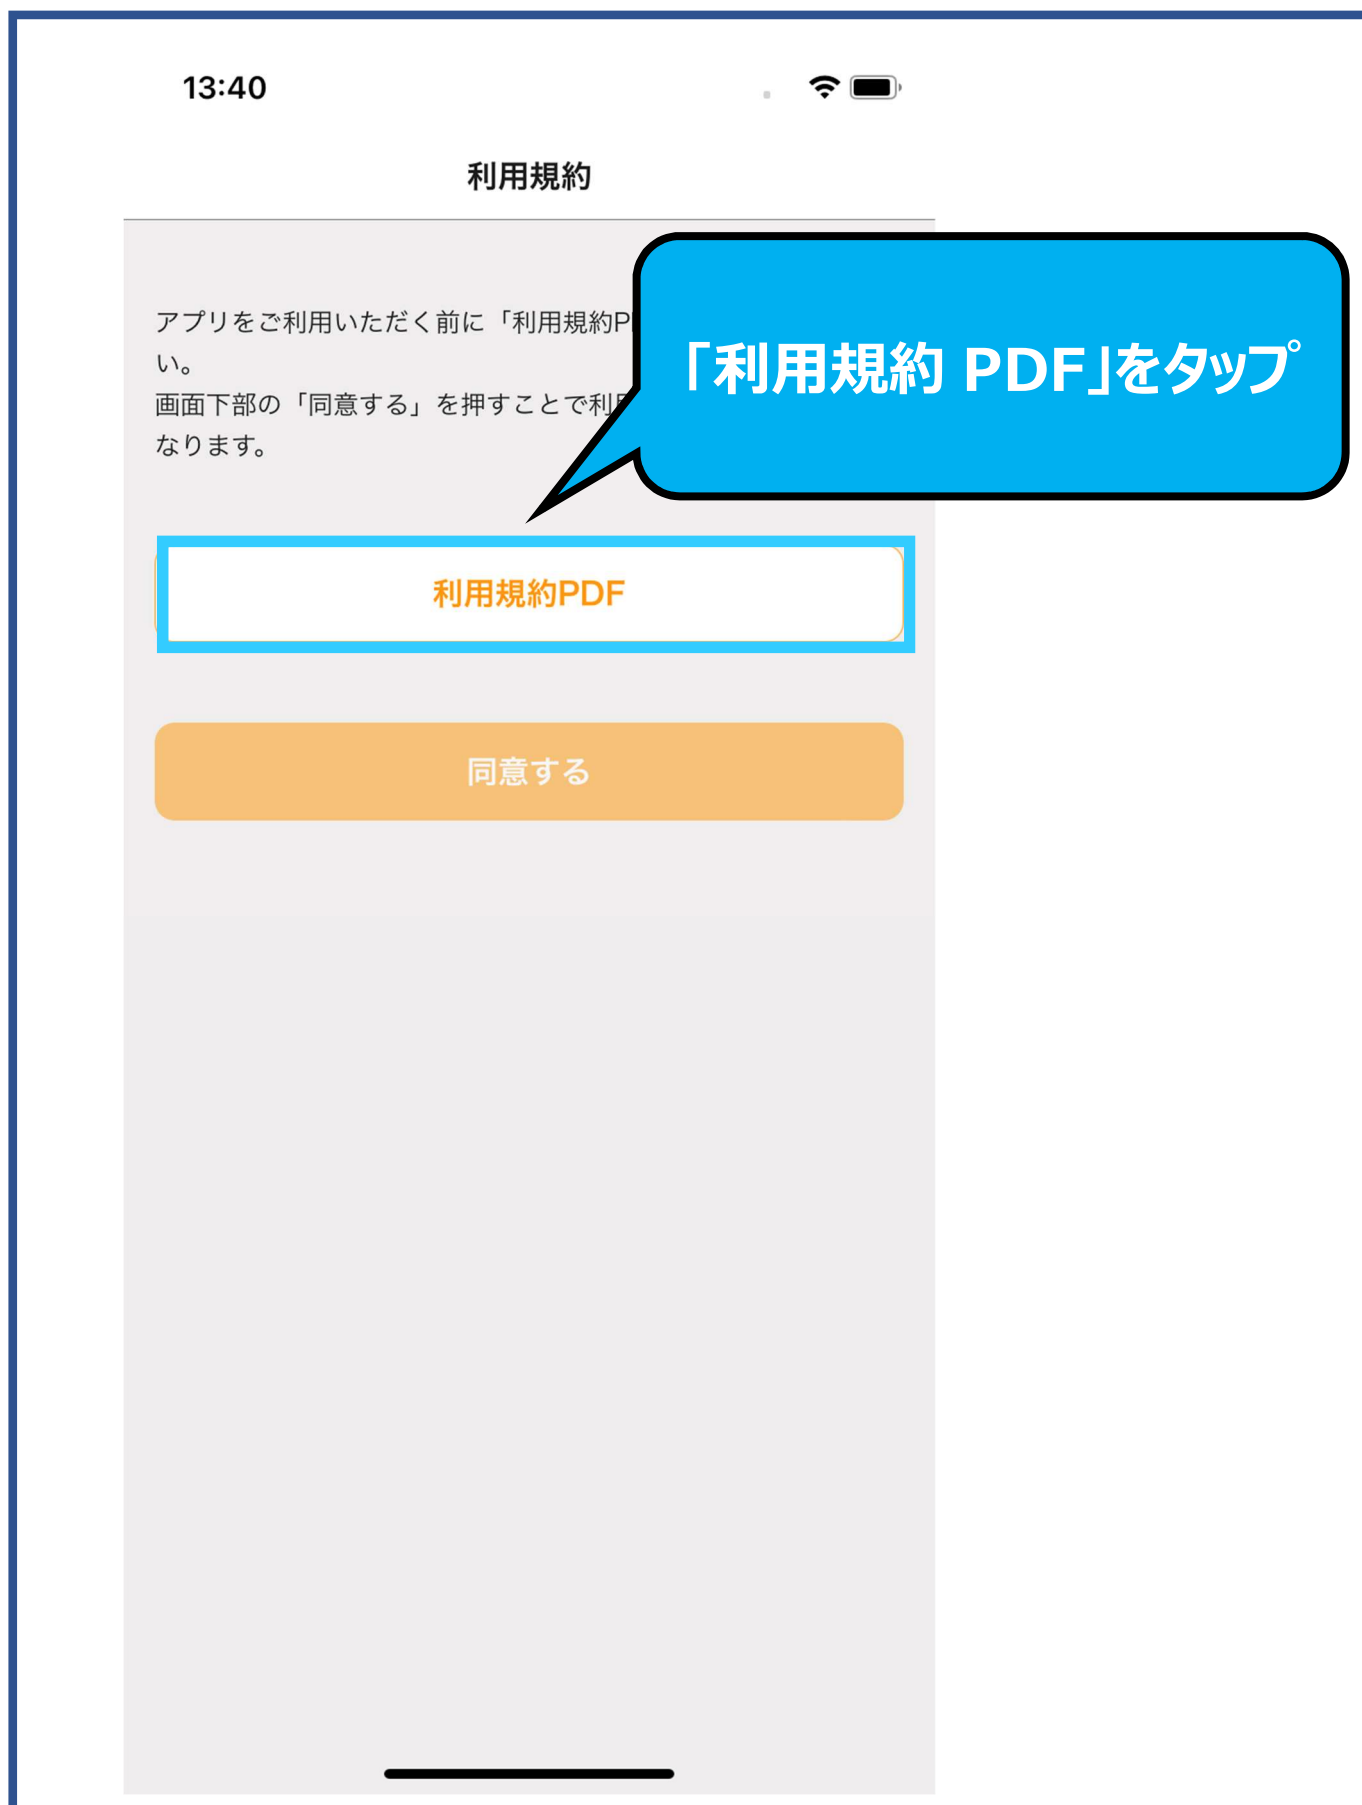 13:40
利用規約
アプリをご利用いただく前に「利用規約P
い。
画面下部の「同意する」を押すことで利
なります。
「利用規約 PDF」をタップ
利用規約PDF
同意する